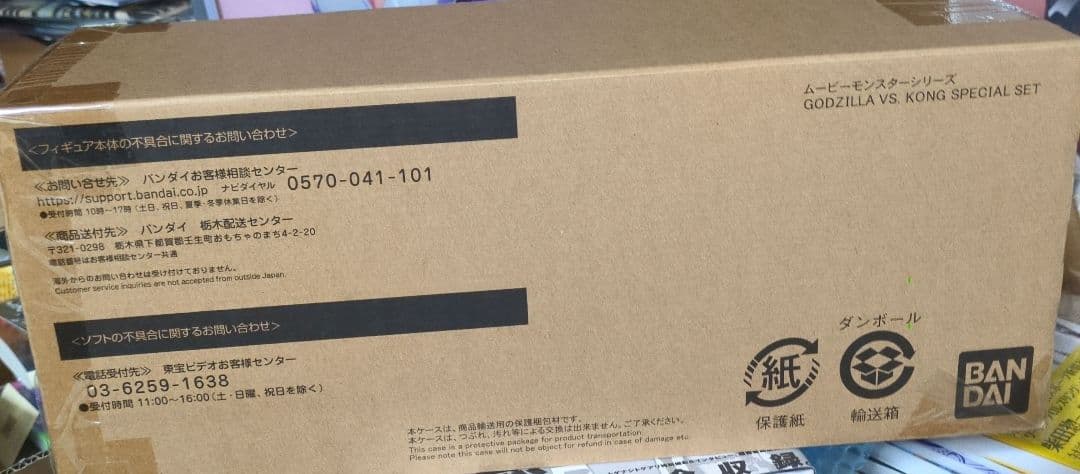 ムービーモンスターシリーズ
GODZILLA VS. KONG SPECIAL SET
<フィギュア本体の不具合に関するお問い合わせ>
≪お問い合せ先≫ バンダイお客様相談センター
https://support.bandai.co.jp ナビダイヤル 0570-041-101
●受付時間 10時~17時(土日、祝日、夏季・冬季休業日を除く)
≪商品送付先≫ バンダイ 栃木配送センター
〒321-0298 栃木県下都賀郡壬生町おもちゃのまち4-2-20
電話番号はお客様相談センター共通
海外からのお問い合わせは受け付けておりません。
Customer service inquiries are not accepted from outside Japan.
<ソフトの不具合に関するお問い合わせ>
≪電話受付先≫ 東宝ビデオお客様センター
03-6259-1638
●受付時間 11:00~16:00(土・日曜、祝日を除く)
本ケースは、商品輸送用の保護梱包材です。
本ケースは、つぶれ、汚れ等による交換は出来ません。ご了承ください。
This case is a protective package for product transportation.
Please note this case will not be object for refund in case of damage etc.
紙
保護紙
ダンボール
輸送箱
BAN
DAI
収録